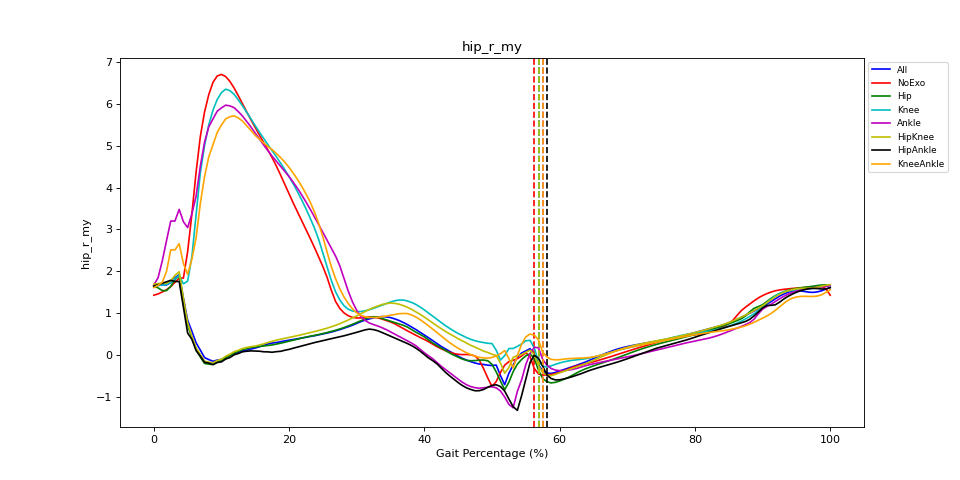 hip_r_my
7
6
5
4
3
2
1
0
−1
hip_r_my
0
20
40
60
80
100
Gait Percentage (%)
All
NoExo
Hip
Knee
Ankle
HipKnee
HipAnkle
KneeAnkle